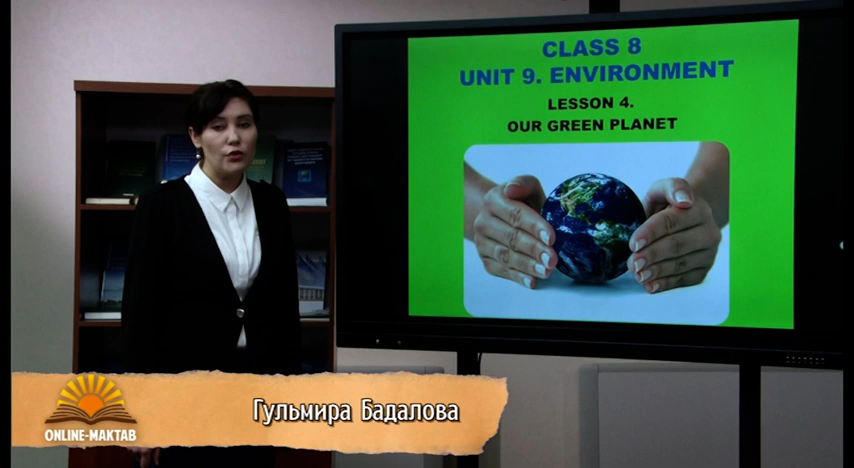 CLASS 8
UNIT 9. ENVIRONMENT
LESSON 4.
OUR GREEN PLANET
Гульмира Бадалова
ONLINE-MAKTAB